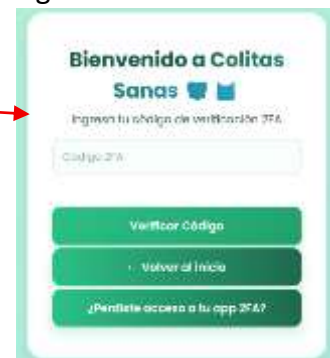 Bienvenido a Colitas
Sanas
Ingresa tu código de verificación 2FA
Código 2FA
Verificar Código
Volver al inicio
¿Perdiste acceso a tu app 2FA?